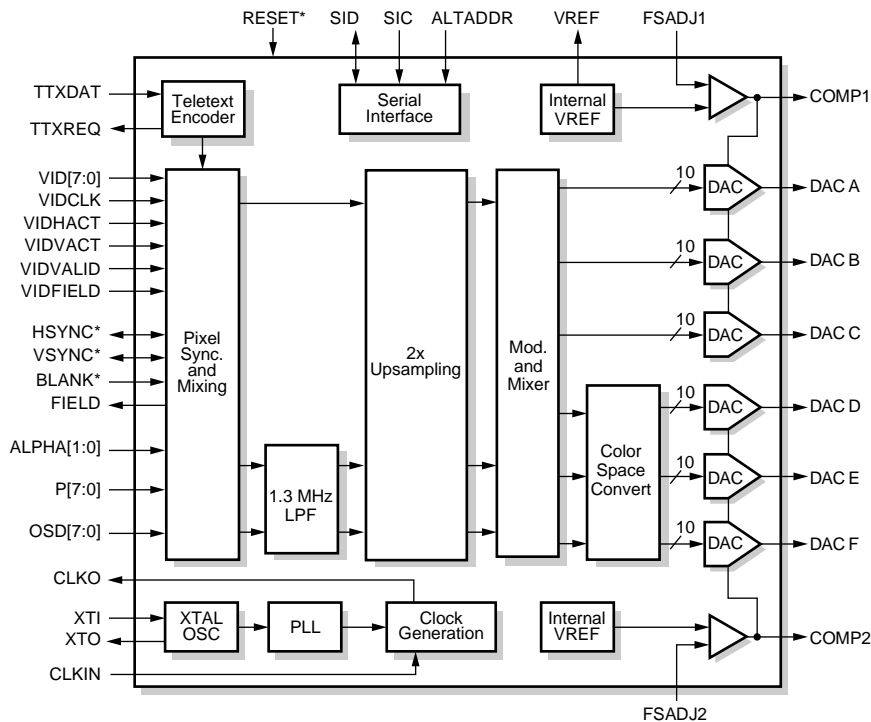 RESET*
SID
SIC
ALTADDR
VREF
FSADJ1
TTXDAT
TTXREQ
Teletext
Encoder
Serial
Interface
Internal
VREF
COMP1
VID[7:0]
VIDCLK
VIDHACT
VIDVACT
VIDVALID
VIDFIELD
HSYNC*
VSYNC*
BLANK*
FIELD
ALPHA[1:0]
P[7:0]
OSD[7:0]
Pixel
Sync.
and
Mixing
1.3 MHz
LPF
2x
Upsampling
Mod.
and
Mixer
Color
Space
Convert
10
DAC
DAC A
10
DAC
DAC B
10
DAC
DAC C
10
DAC
DAC D
10
DAC
DAC E
10
DAC
DAC F
CLKO
XTI
XTO
CLKIN
XTAL
OSC
PLL
Clock
Generation
Internal
VREF
COMP2
FSADJ2